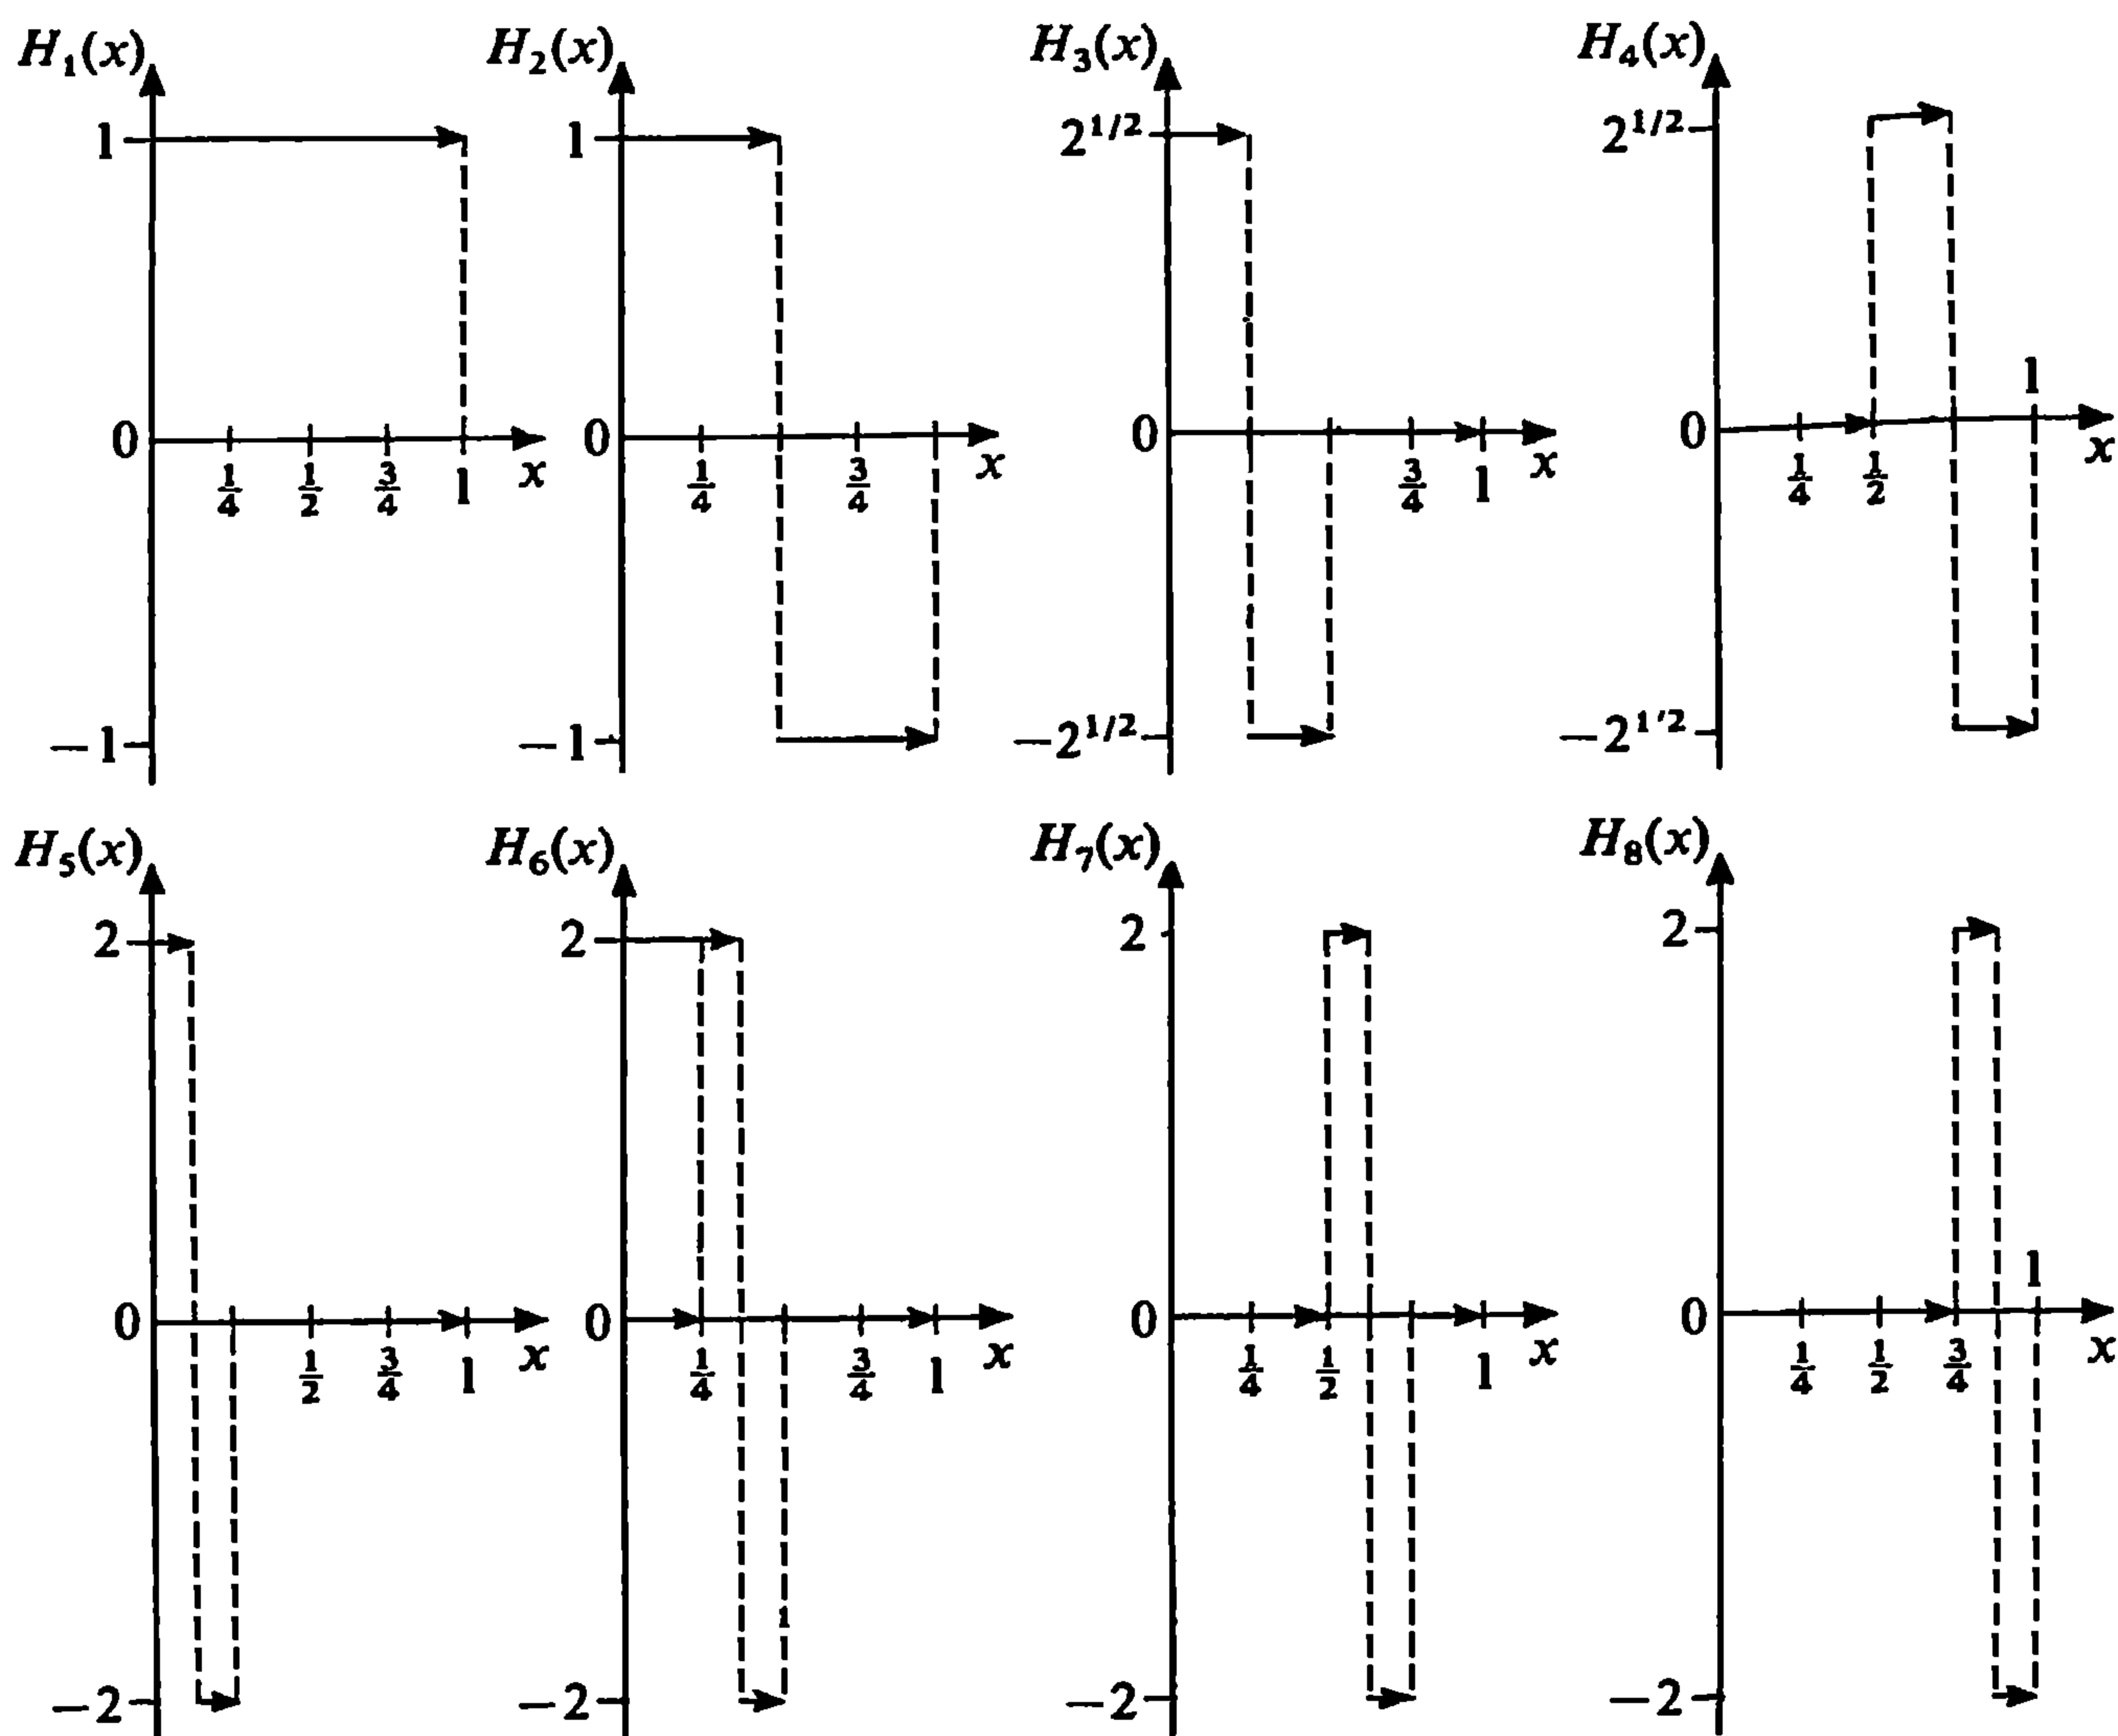 H₁(x) H₂(x) H₃(x) H₄(x)
1 1 2^{1/2} 2^{1/2}
0 1/4 1/2 3/4 1 x
0 1/4 3/4 x
0 3/4 1 x
0 1/4 1/2 1 x
−1 −1 −2^{1/2} −2^{1/2}
H₅(x) H₆(x) H₇(x) H₈(x)
2 2 2 2
0 1/2 3/4 1 x
0 1/4 3/4 1 x
0 1/4 1/2 1 x
0 1/4 1/2 3/4 1 x
−2 −2 −2 −2